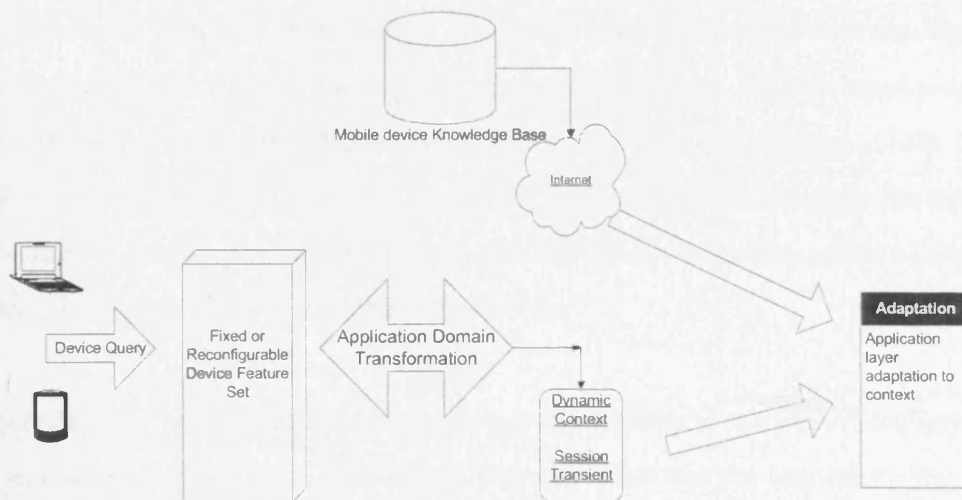 Mobile device Knowledge Base
Internet
Device Query
Fixed or
Reconfigurable
Device Feature
Set
Application Domain
Transformation
Dynamic
Context
Session
Transient
Adaptation
Application
layer
adaptation to
context